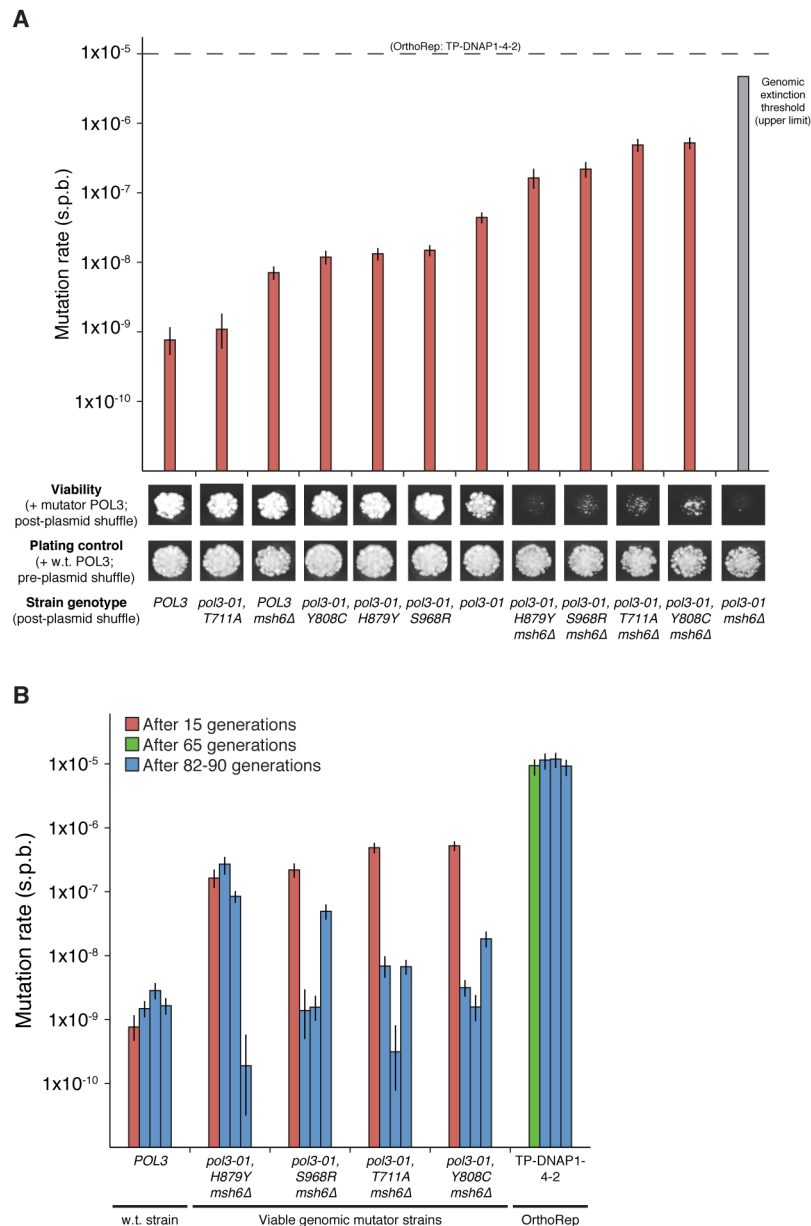 A
1x10-5
(OrthoRep: TP-DNAP1-4-2)
Genomic
extinction
threshold
(upper limit)
1x10-6
1x10-7
1x10-8
1x10-9
1x10-10
Mutation rate (s.p.b.)
Viability
(+ mutator POL3;
post-plasmid shuffle)
Plating control
(+ w.t. POL3;
pre-plasmid shuffle)
Strain genotype
(post-plasmid shuffle)
POL3
pol3-01,
T711A
POL3
msh6Δ
pol3-01,
Y808C
pol3-01,
H879Y
pol3-01,
S968R
pol3-01
pol3-01,
H879Y
msh6Δ
pol3-01,
S968R
msh6Δ
pol3-01,
T711A
msh6Δ
pol3-01,
Y808C
msh6Δ
pol3-01
msh6Δ
B
After 15 generations
After 65 generations
After 82-90 generations
1x10-5
1x10-6
1x10-7
1x10-8
1x10-9
1x10-10
Mutation rate (s.p.b.)
POL3
pol3-01,
H879Y
msh6Δ
pol3-01,
S968R
msh6Δ
pol3-01,
T711A
msh6Δ
pol3-01,
Y808C
msh6Δ
TP-DNAP1-
4-2
w.t. strain
Viable genomic mutator strains
OrthoRep